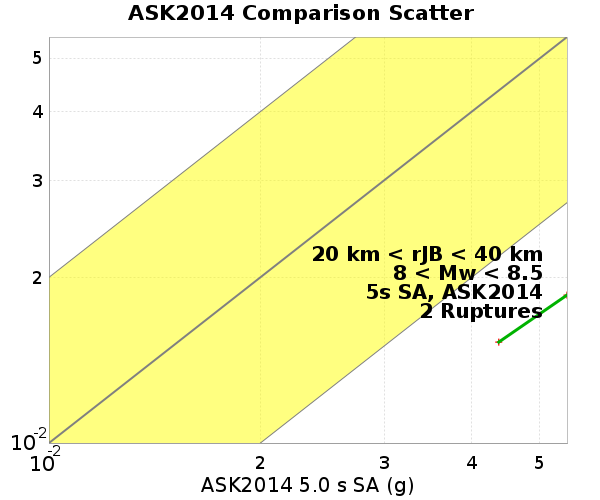 ASK2014 Comparison Scatter
5
4
3
20 km < rJB < 40 km
8 < Mw < 8.5
2
5s SA, ASK2014
2 Ruptures
10-2
10-2
2
3
4
5
ASK2014 5.0 s SA (g)